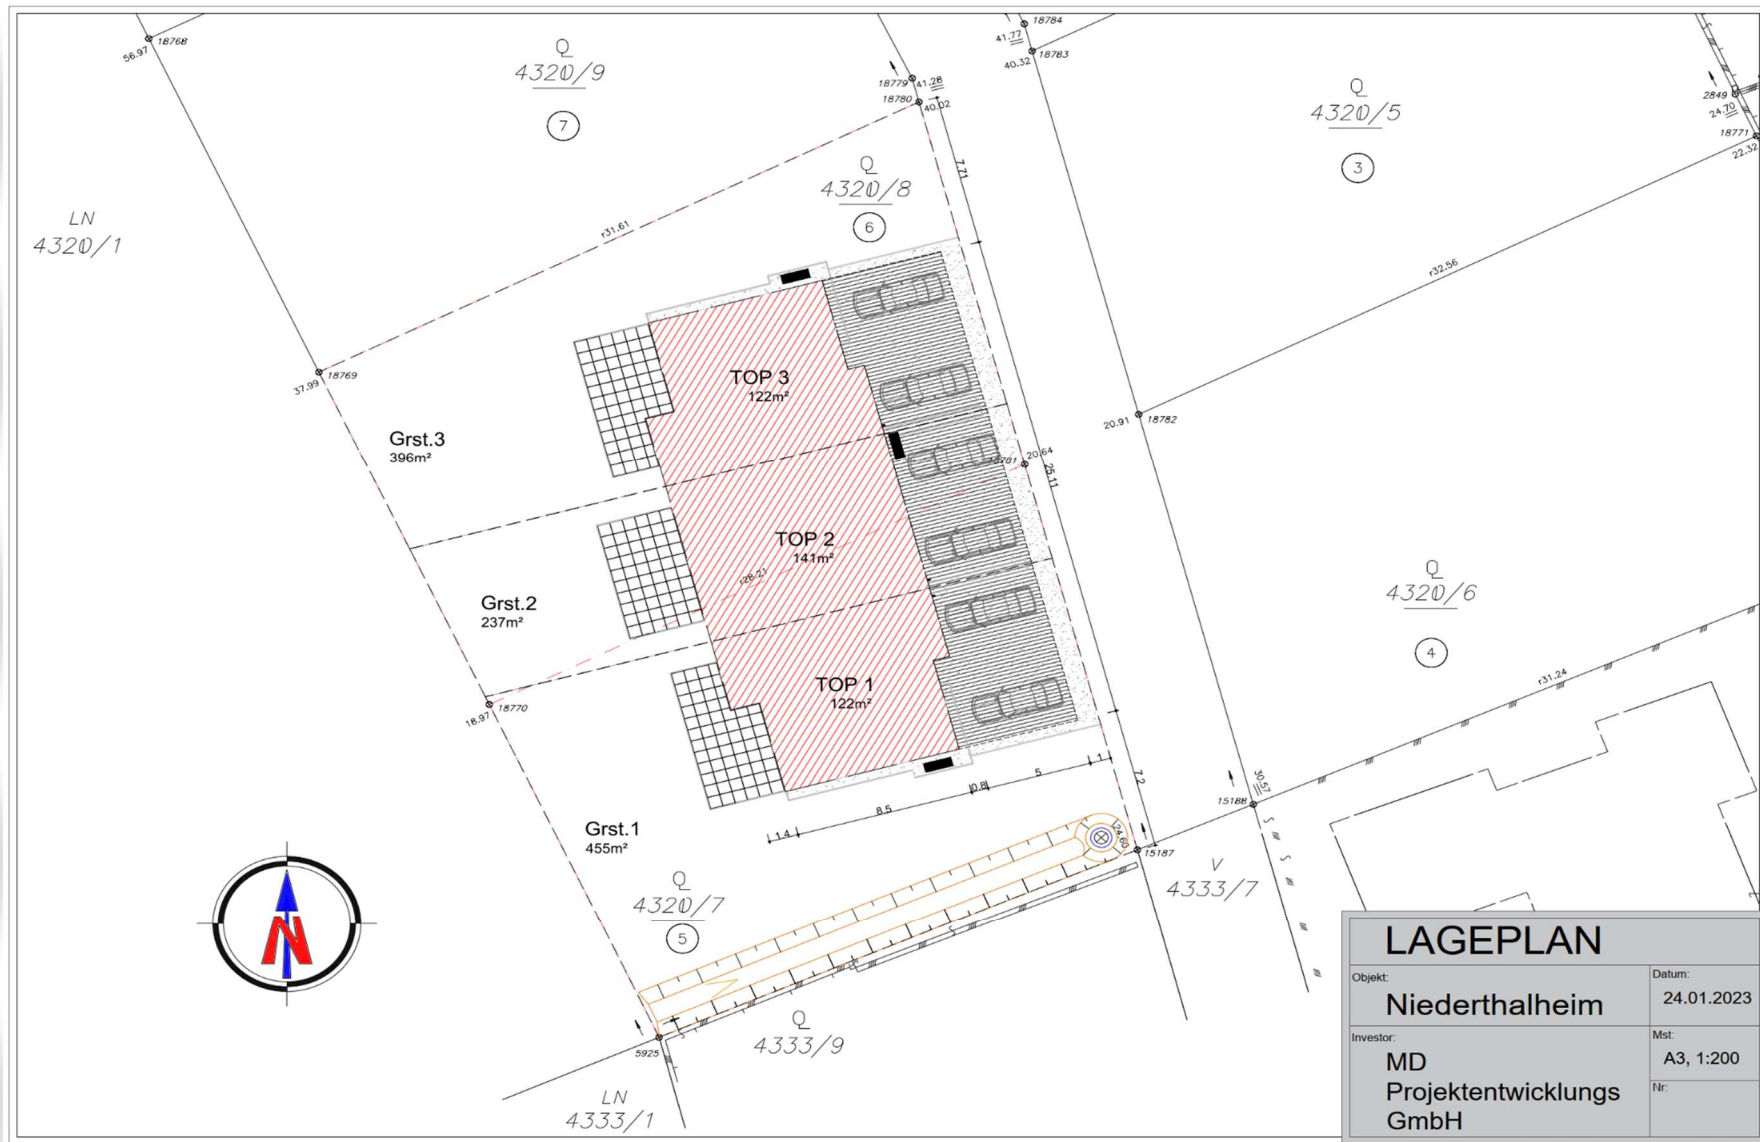 56.97
18768
Q
4320/9
7
18784
41.77
18783
40.32
18779
41.28
18780
40.02
Q
4320/5
3
2849
24.70
18771
22.32
LN
4320/1
r31.61
Q
4320/8
6
7.71
r32.56
37.99
18769
TOP 3
122m²
Grst.3
396m²
20.91
18782
18781
20.64
25.11
TOP 2
141m²
r28.21
Grst.2
237m²
Q
4320/6
4
18.97
18770
TOP 1
122m²
r31.24
1.4
8.5
0.8
5
1
7.2
Grst.1
455m²
24.60
15187
15188
30.57
V
4333/7
Q
4320/7
5
N
Q
4333/9
5925
LN
4333/1
LAGEPLAN
Objekt:
Niederthalheim
Datum:
24.01.2023
Investor:
MD
Projektentwicklungs
GmbH
Mst:
A3, 1:200
Nr: